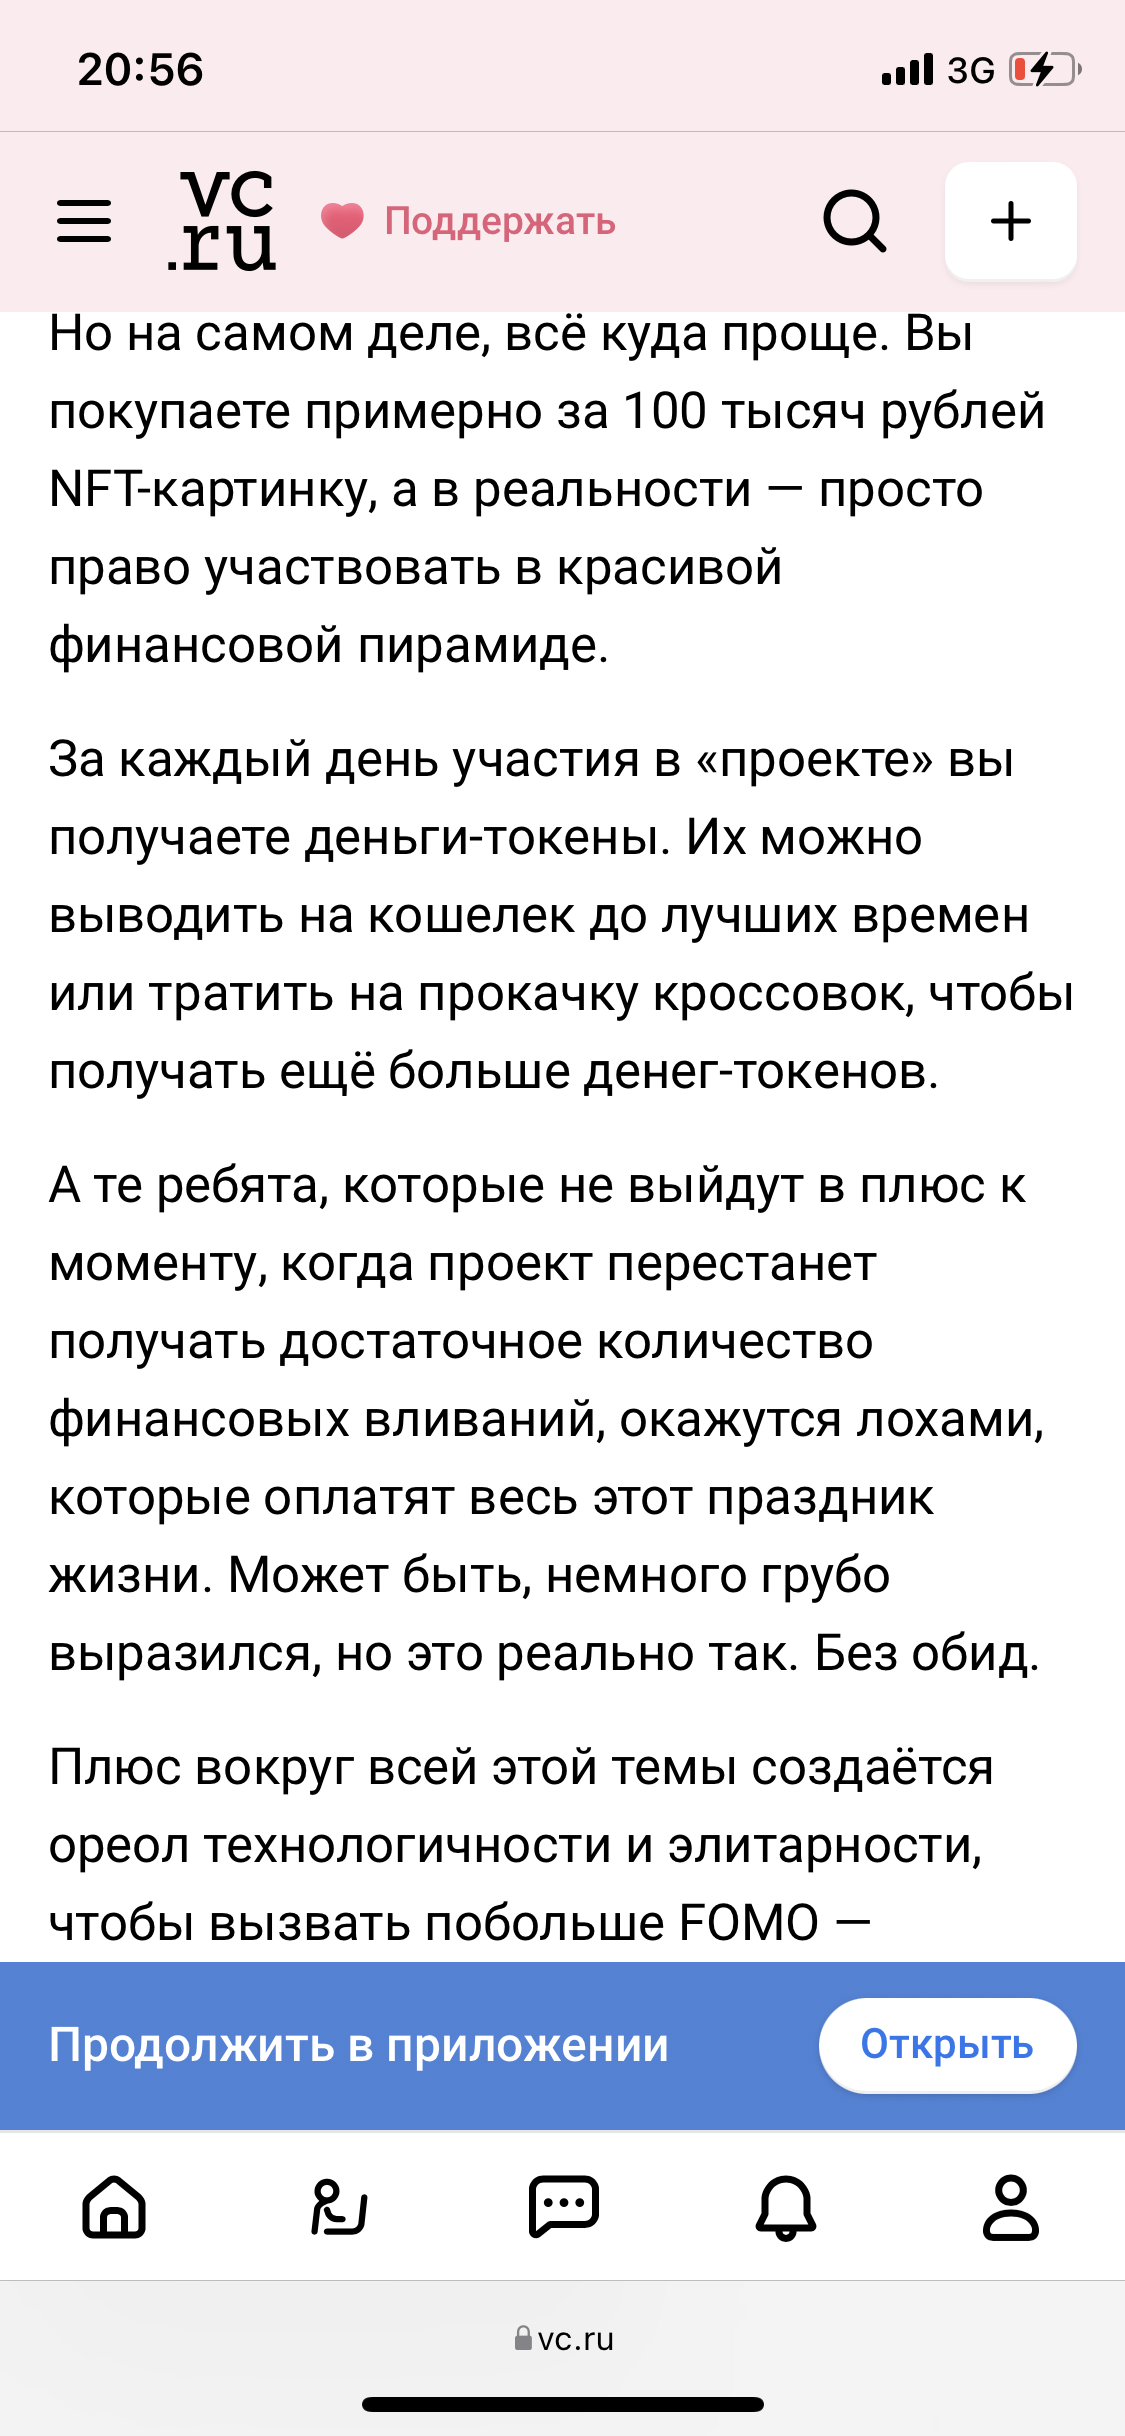 20:56
3G
vc
.ru
Поддержать
Но на самом деле, всё куда проще. Вы
покупаете примерно за 100 тысяч рублей
NFT-картинку, а в реальности — просто
право участвовать в красивой
финансовой пирамиде.
За каждый день участия в «проекте» вы
получаете деньги-токены. Их можно
выводить на кошелек до лучших времен
или тратить на прокачку кроссовок, чтобы
получать ещё больше денег-токенов.
А те ребята, которые не выйдут в плюс к
моменту, когда проект перестанет
получать достаточное количество
финансовых вливаний, окажутся лохами,
которые оплатят весь этот праздник
жизни. Может быть, немного грубо
выразился, но это реально так. Без обид.
Плюс вокруг всей этой темы создаётся
ореол технологичности и элитарности,
чтобы вызвать побольше FOMO —
Продолжить в приложении
Открыть
vc.ru